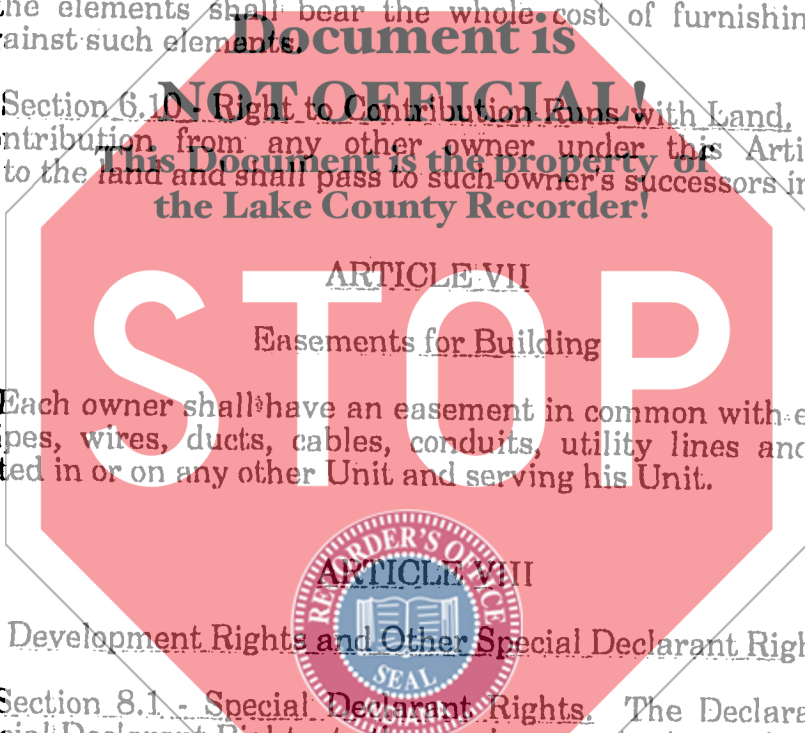 the elements shall bear the whole cost of furnishin
ainst such elements.
Document is
NOT OFFICIAL!
Section 6.10 - Right to Contribution Runs with Land.
ntribution from any other owner under this Arti
This Document is the property of
to the land and shall pass to such owner's successors in
the Lake County Recorder!
ARTICLE VII
STOP
Easements for Building
Each owner shall have an easement in common with e
ipes, wires, ducts, cables, conduits, utility lines and
ted in or on any other Unit and serving his Unit.
RECORDER'S OFFICE
ARTICLE VIII
Development Rights and Other Special Declarant Righ
SEAL
Section 8.1 - Special Declarant Rights. The Declara